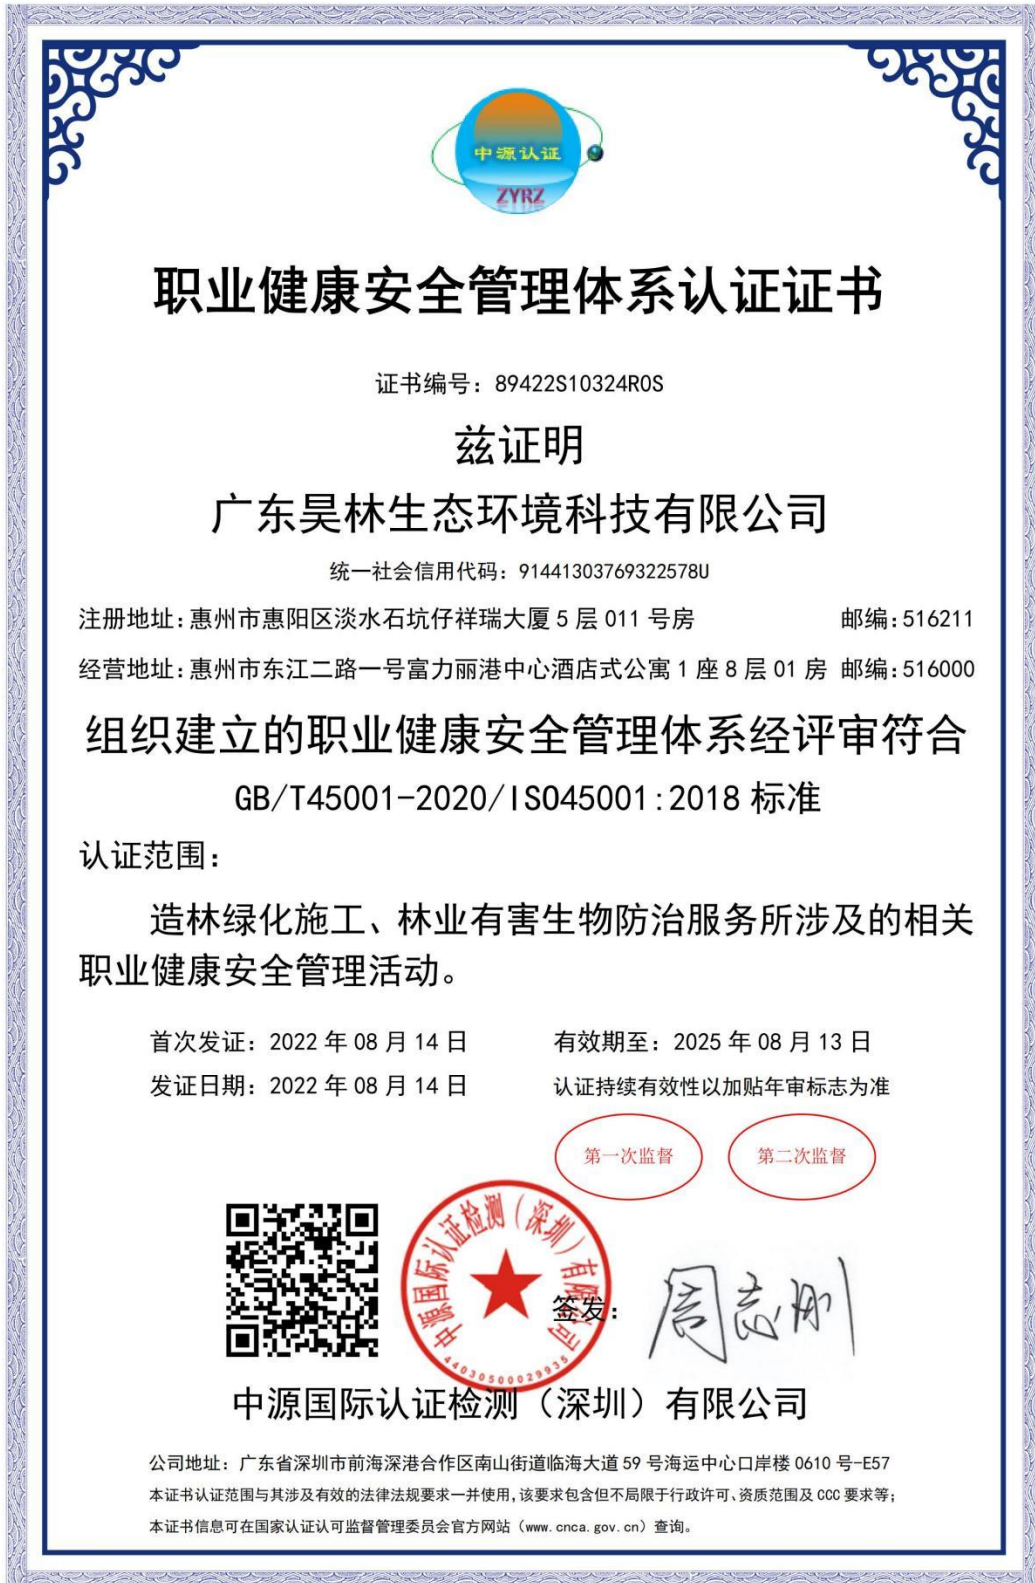 中源认证
ZYRZ
职业健康安全管理体系认证证书
证书编号：89422S10324R0S
兹证明
广东昊林生态环境科技有限公司
统一社会信用代码：91441303769322578U
注册地址：惠州市惠阳区淡水石坑仔祥瑞大厦 5 层 011 号房 邮编：516211
经营地址：惠州市东江二路一号富力丽港中心酒店式公寓 1 座 8 层 01 房 邮编：516000
组织建立的职业健康安全管理体系经评审符合
GB/T45001-2020/ISO45001:2018 标准
认证范围：
造林绿化施工、林业有害生物防治服务所涉及的相关
职业健康安全管理活动。
首次发证：2022 年 08 月 14 日 有效期至：2025 年 08 月 13 日
发证日期：2022 年 08 月 14 日 认证持续有效性以加贴年审标志为准
第一次监督 第二次监督
中源国际认证检测（深圳）有限公司
44030500029935
签发：
周志刚
中源国际认证检测（深圳）有限公司
公司地址：广东省深圳市前海深港合作区南山街道临海大道 59 号海运中心口岸楼 0610 号-E57
本证书认证范围与其涉及有效的法律法规要求一并使用，该要求包含但不局限于行政许可、资质范围及 CCC 要求等；
本证书信息可在国家认证认可监督管理委员会官方网站（www.cnca.gov.cn）查询。